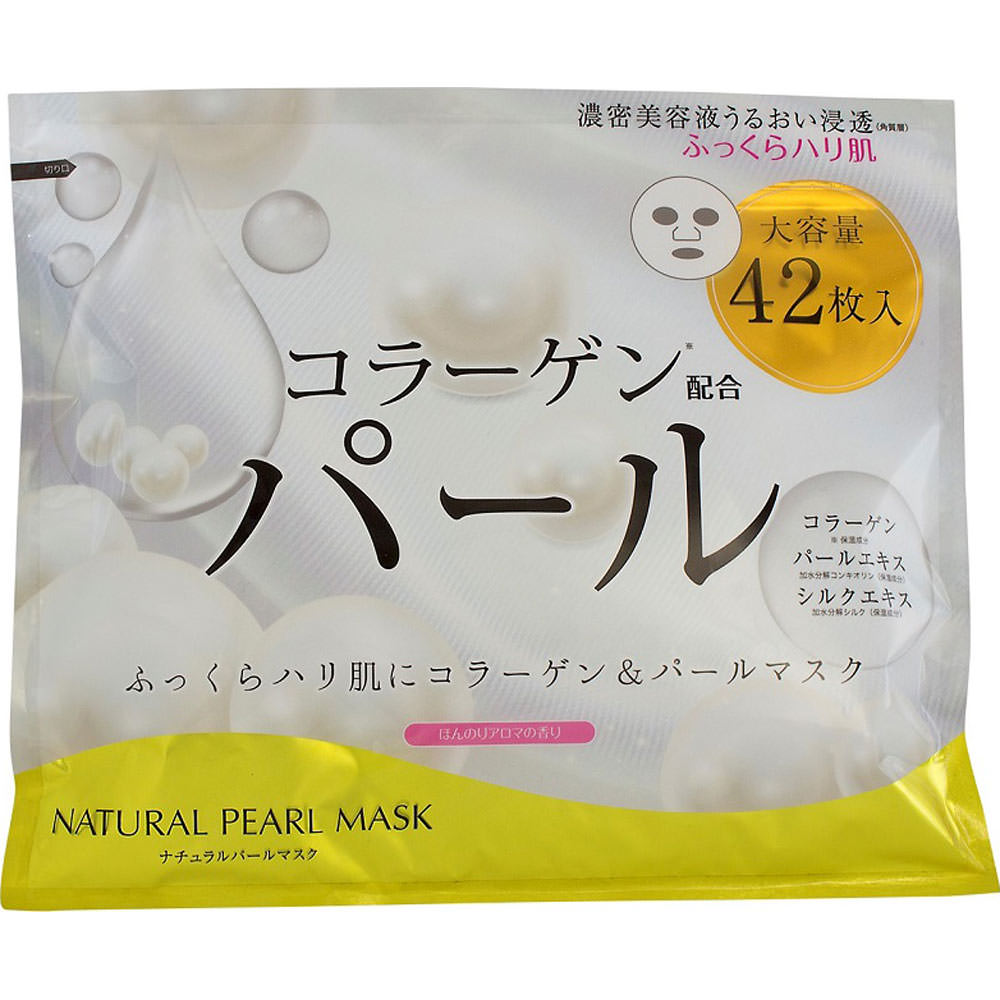 濃密美容液うるおい浸透(角質層)
ふっくらハリ肌
切り口
大容量
42枚入
コラーゲン※配合
パール
コラーゲン
※ 保湿成分
パールエキス
加水分解コンキオリン(保湿成分)
シルクエキス
加水分解シルク(保湿成分)
ふっくらハリ肌にコラーゲン&パールマスク
ほんのりアロマの香り
NATURAL PEARL MASK
ナチュラルパールマスク